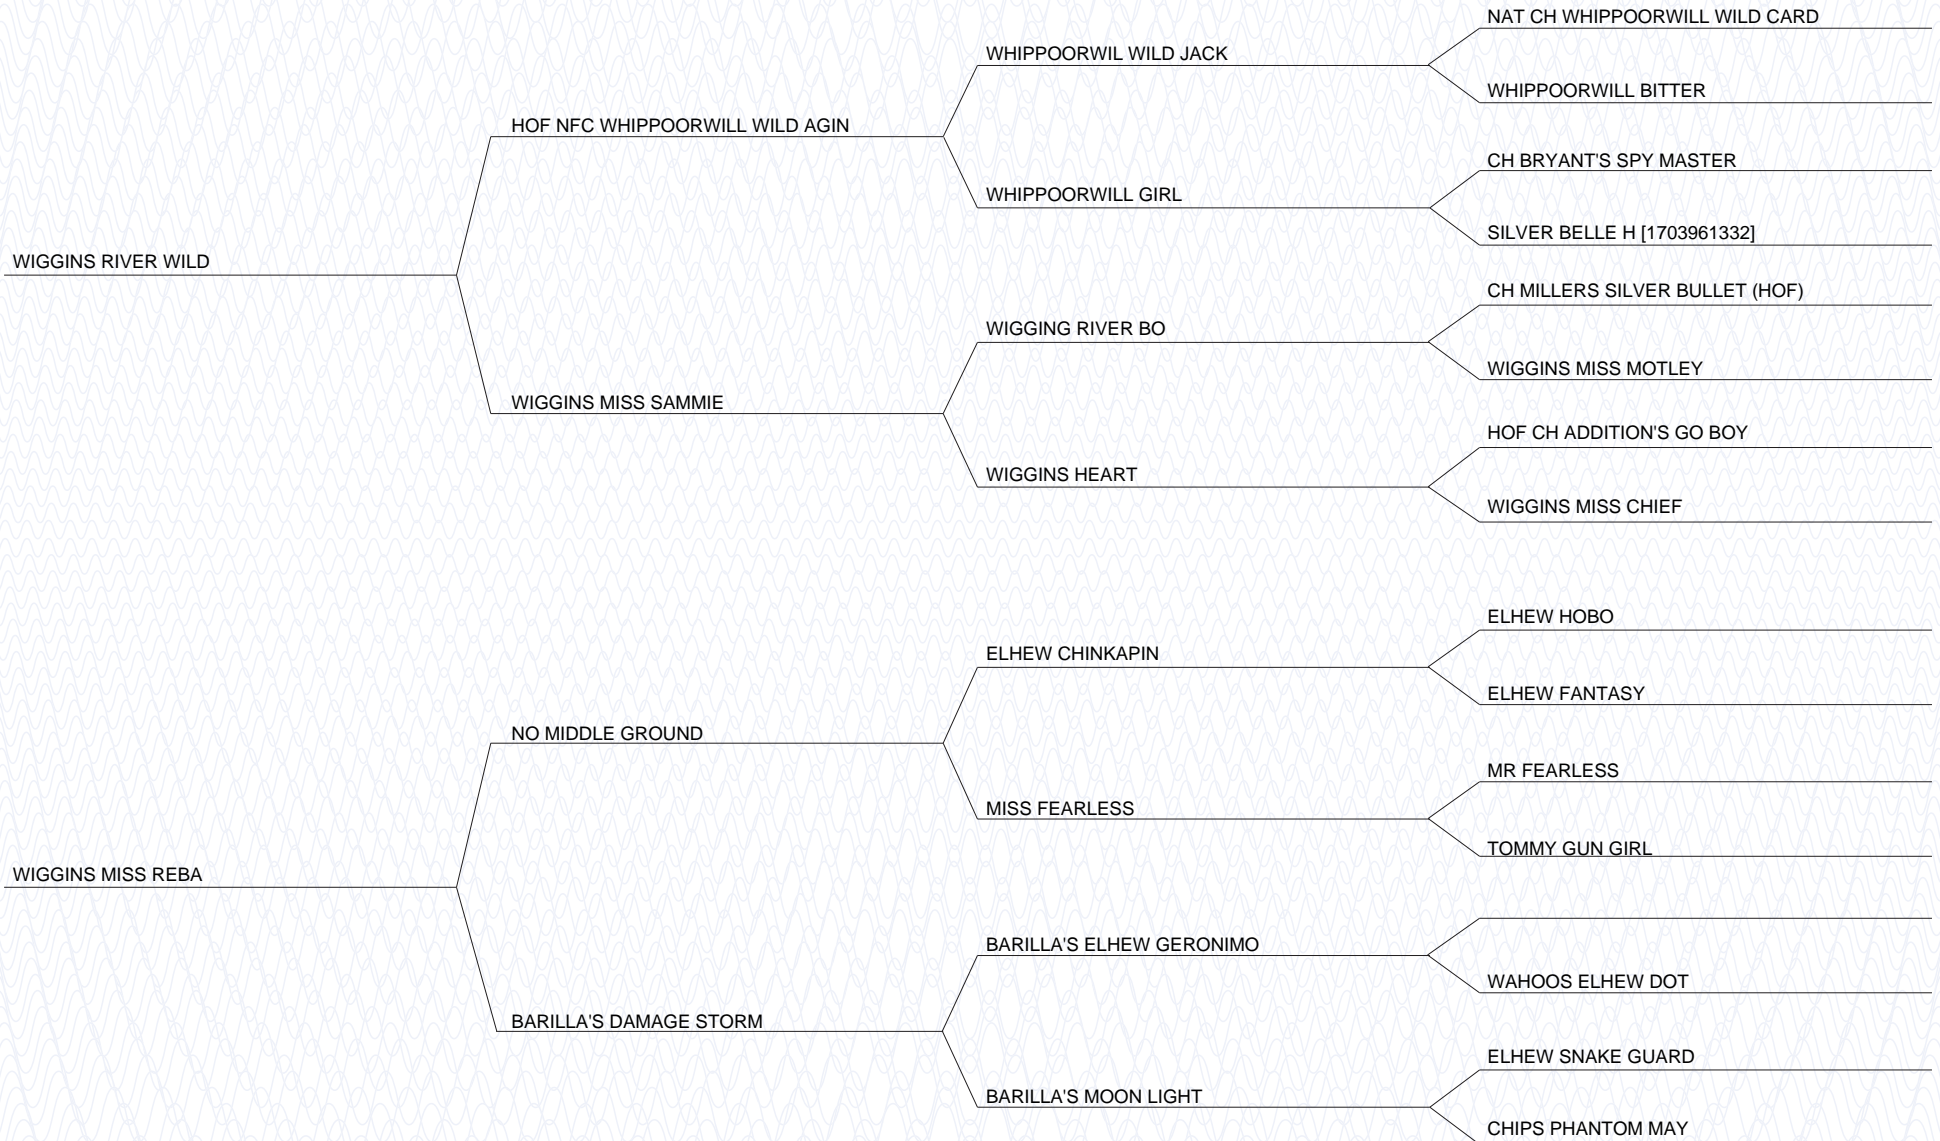 NAT CH WHIPPOORWILL WILD CARD
WHIPPOORWIL WILD JACK
WHIPPOORWILL BITTER
HOF NFC WHIPPOORWILL WILD AGIN
CH BRYANT'S SPY MASTER
WHIPPOORWILL GIRL
SILVER BELLE H [1703961332]
WIGGINS RIVER WILD
CH MILLERS SILVER BULLET (HOF)
WIGGING RIVER BO
WIGGINS MISS MOTLEY
WIGGINS MISS SAMMIE
HOF CH ADDITION'S GO BOY
WIGGINS HEART
WIGGINS MISS CHIEF
ELHEW HOBO
ELHEW CHINKAPIN
ELHEW FANTASY
NO MIDDLE GROUND
MR FEARLESS
MISS FEARLESS
TOMMY GUN GIRL
WIGGINS MISS REBA
BARILLA'S ELHEW GERONIMO
WAHOOS ELHEW DOT
BARILLA'S DAMAGE STORM
ELHEW SNAKE GUARD
BARILLA'S MOON LIGHT
CHIPS PHANTOM MAY